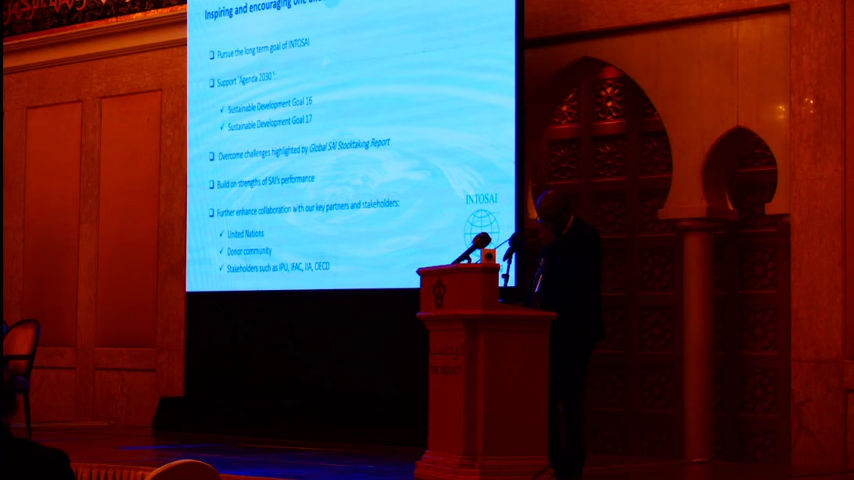 Inspiring and encouraging one
❑ Pursue the long term goal of INTOSAI
❑ Support 'Agenda 2030':
✓ Sustainable Development Goal 16
✓ Sustainable Development Goal 17
❑ Overcome challenges highlighted by Global SAI Stocktaking Report
❑ Build on strengths of SAI's performance
❑ Further enhance collaboration with our key partners and stakeholders:
✓ United Nations
✓ Donor community
✓ Stakeholders such as IPU, IFAC, IIA, OECD
INTOSAI